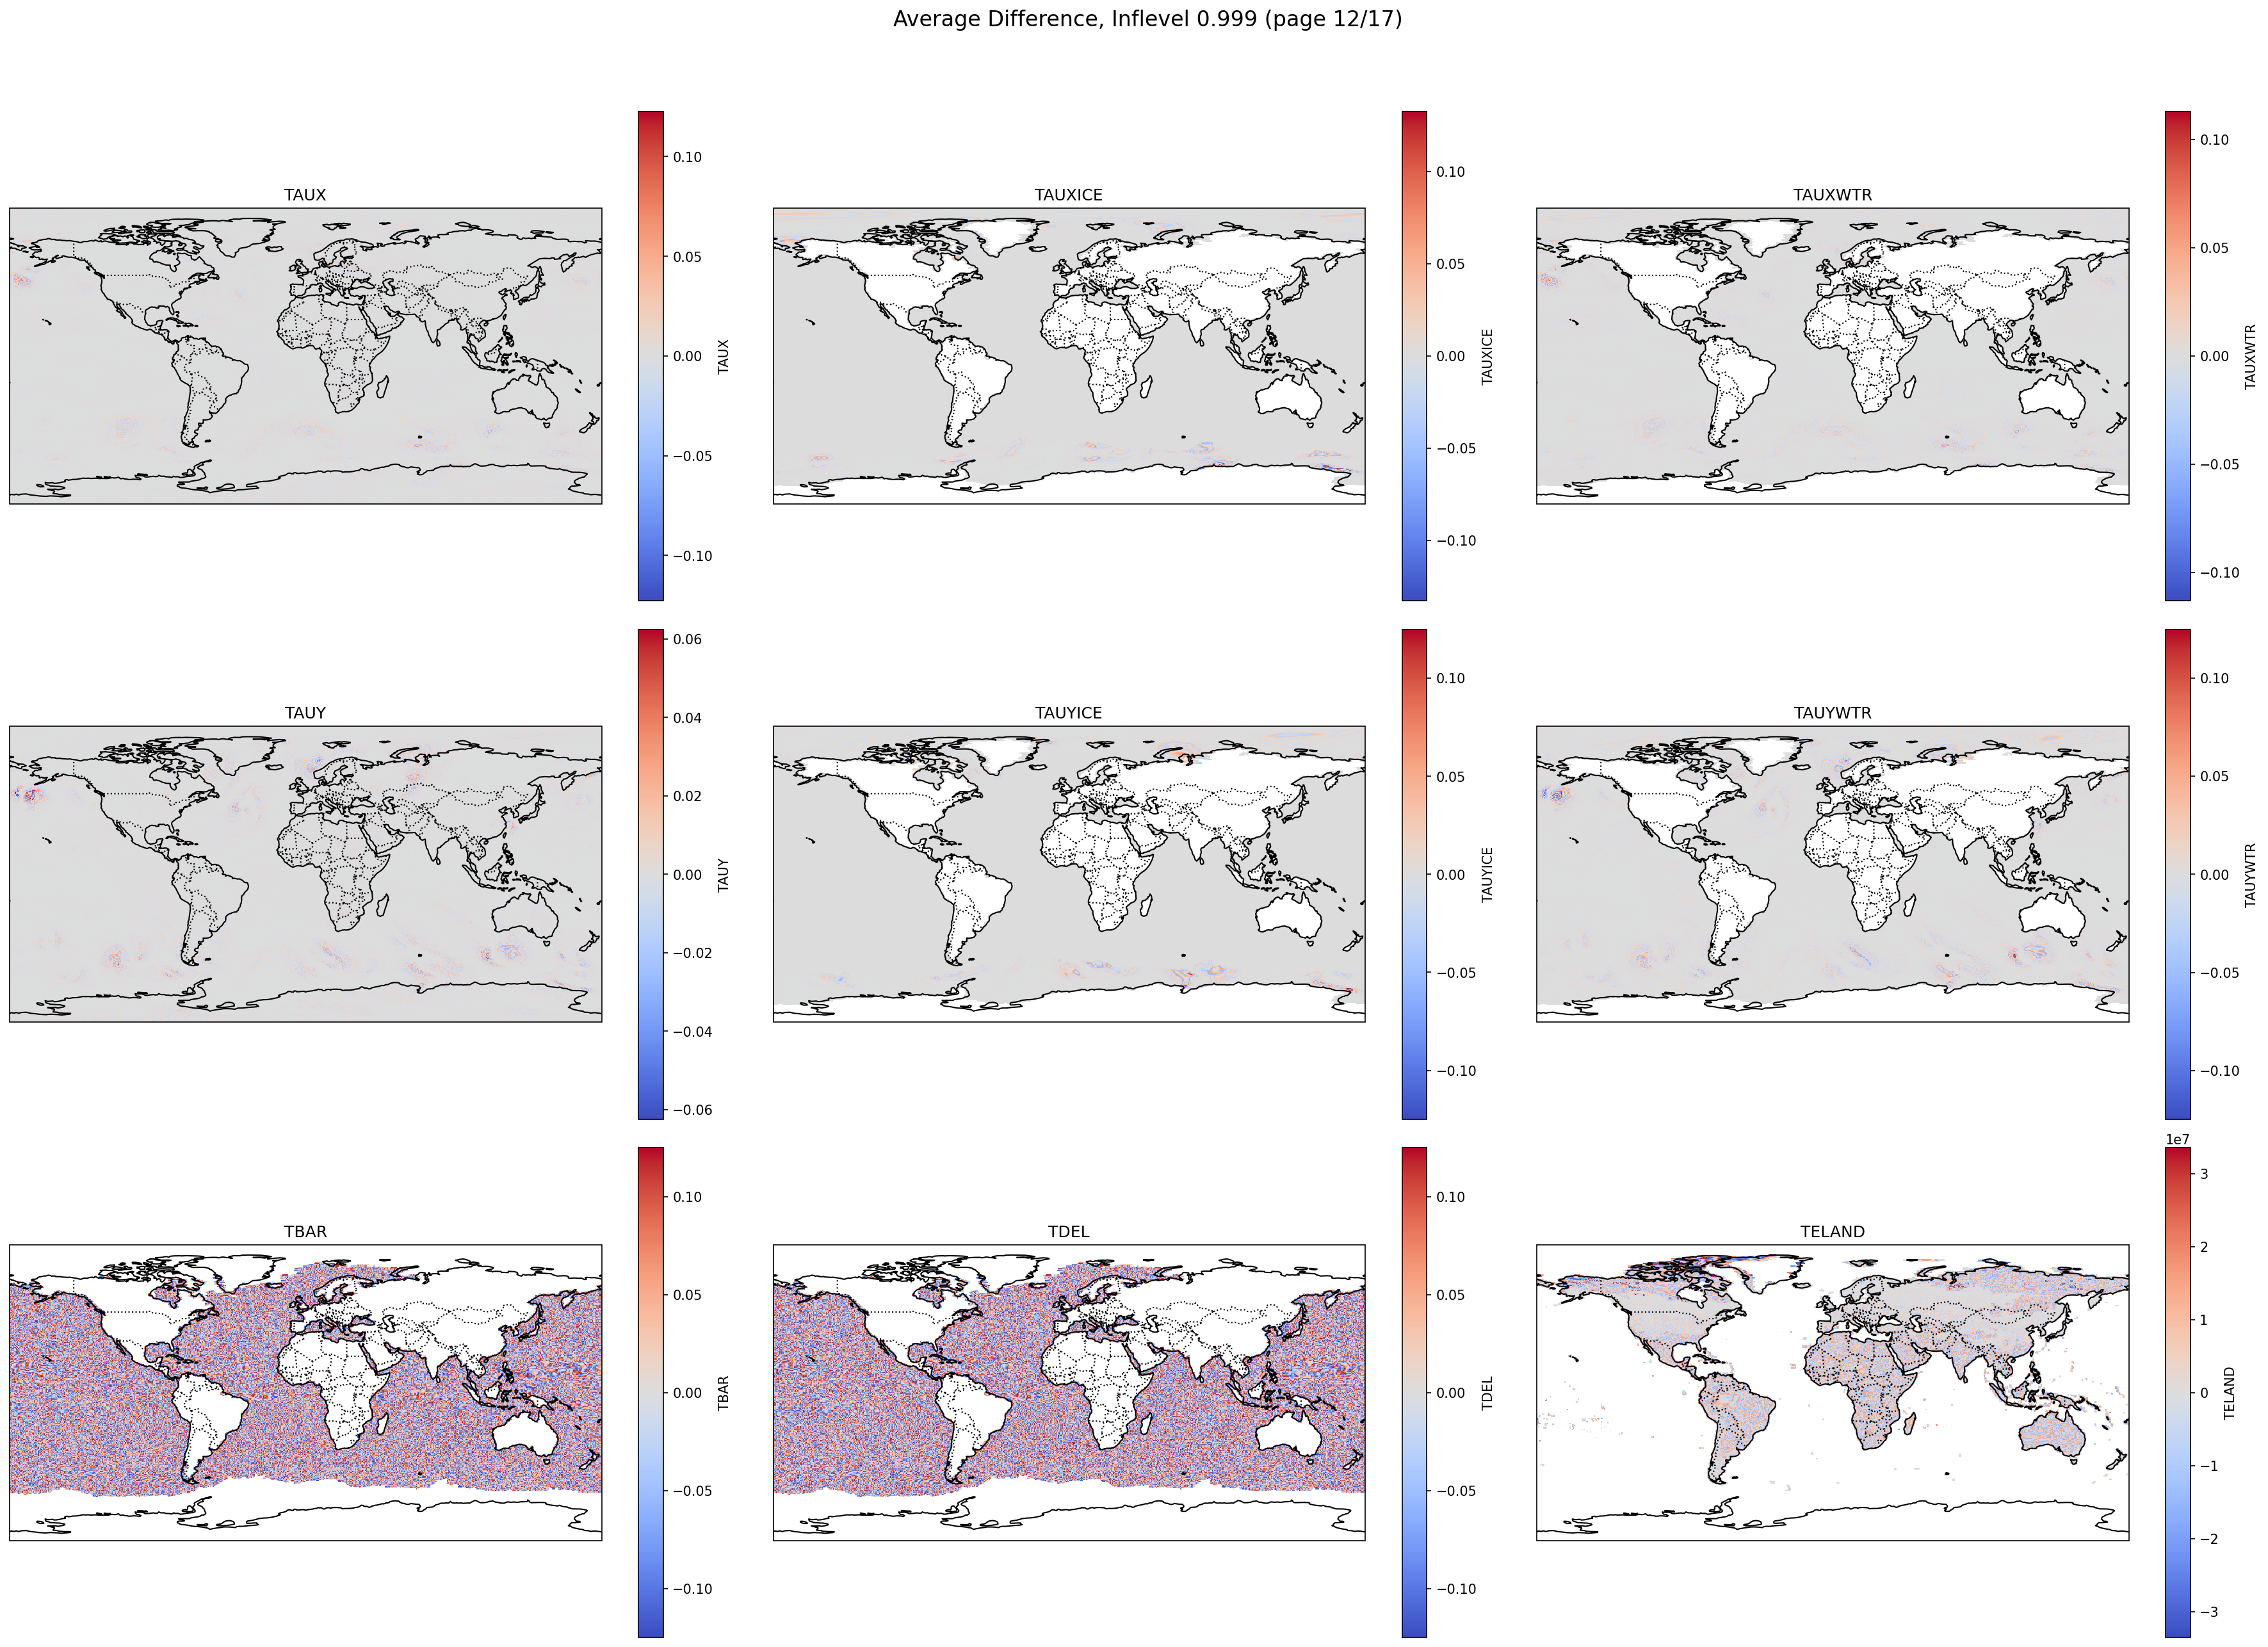 Average Difference, Inflevel 0.999 (page 12/17)
TAUX
0.10
0.05
0.00
−0.05
−0.10
TAUX
TAUXICE
0.10
0.05
0.00
−0.05
−0.10
TAUXICE
TAUXWTR
0.10
0.05
0.00
−0.05
−0.10
TAUXWTR
TAUY
0.06
0.04
0.02
0.00
−0.02
−0.04
−0.06
TAUY
TAUYICE
0.10
0.05
0.00
−0.05
−0.10
TAUYICE
TAUYWTR
0.10
0.05
0.00
−0.05
−0.10
TAUYWTR
TBAR
0.10
0.05
0.00
−0.05
−0.10
TBAR
TDEL
0.10
0.05
0.00
−0.05
−0.10
TDEL
TELAND
1e7
3
2
1
0
−1
−2
−3
TELAND